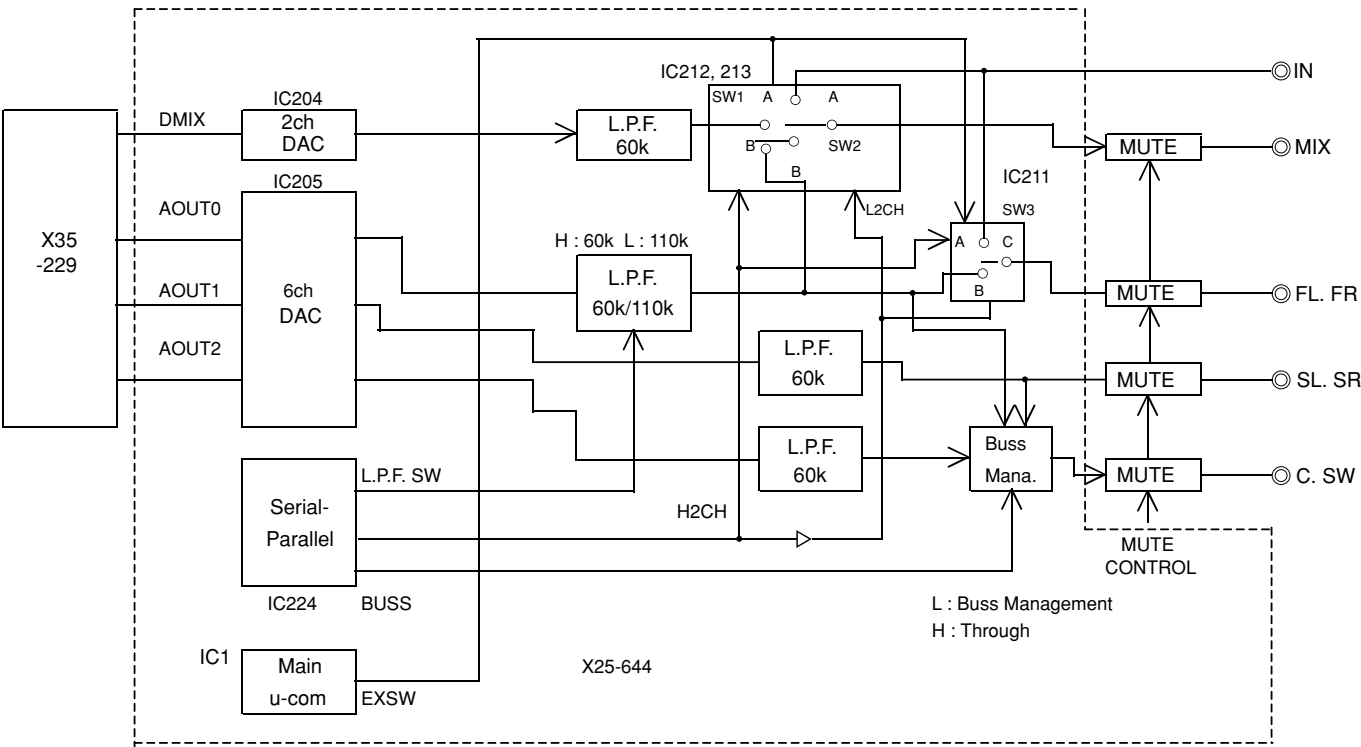 IN
IC212, 213
SW1 A A
IC204
DMIX
2ch
DAC
L.P.F.
60k
B
SW2
MUTE
MIX
B
IC205
IC211
AOUT0
L2CH
SW3
X35
-229
H : 60k L : 110k
A C
L.P.F.
60k/110k
B
AOUT1
6ch
DAC
MUTE
FL. FR
AOUT2
L.P.F.
60k
MUTE
SL. SR
L.P.F.
60k
Buss
Mana.
MUTE
C. SW
L.P.F. SW
Serial-
Parallel
H2CH
MUTE
CONTROL
IC224
BUSS
L : Buss Management
H : Through
IC1
Main
u-com
EXSW
X25-644